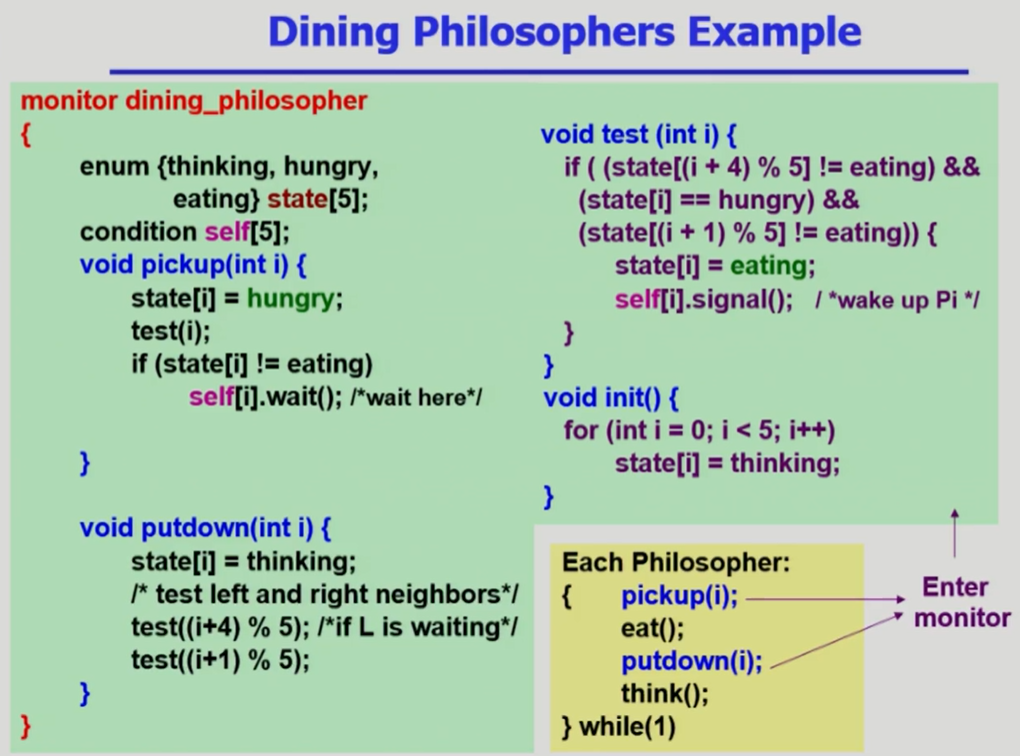 Dining Philosophers Example
monitor dining_philosopher
{
enum {thinking, hungry,
eating} state[5];
condition self[5];
void pickup(int i) {
state[i] = hungry;
test(i);
if (state[i] != eating)
self[i].wait(); /*wait here*/
}
void putdown(int i) {
state[i] = thinking;
/* test left and right neighbors*/
test((i+4) % 5); /*if L is waiting*/
test((i+1) % 5);
}
}
void test (int i) {
if ( (state[(i + 4) % 5] != eating) &&
(state[i] == hungry) &&
(state[(i + 1) % 5] != eating)) {
state[i] = eating;
self[i].signal(); / *wake up Pi */
}
}
void init() {
for (int i = 0; i < 5; i++)
state[i] = thinking;
}
Each Philosopher:
{ pickup(i);
eat();
putdown(i);
think();
} while(1)
Enter
monitor